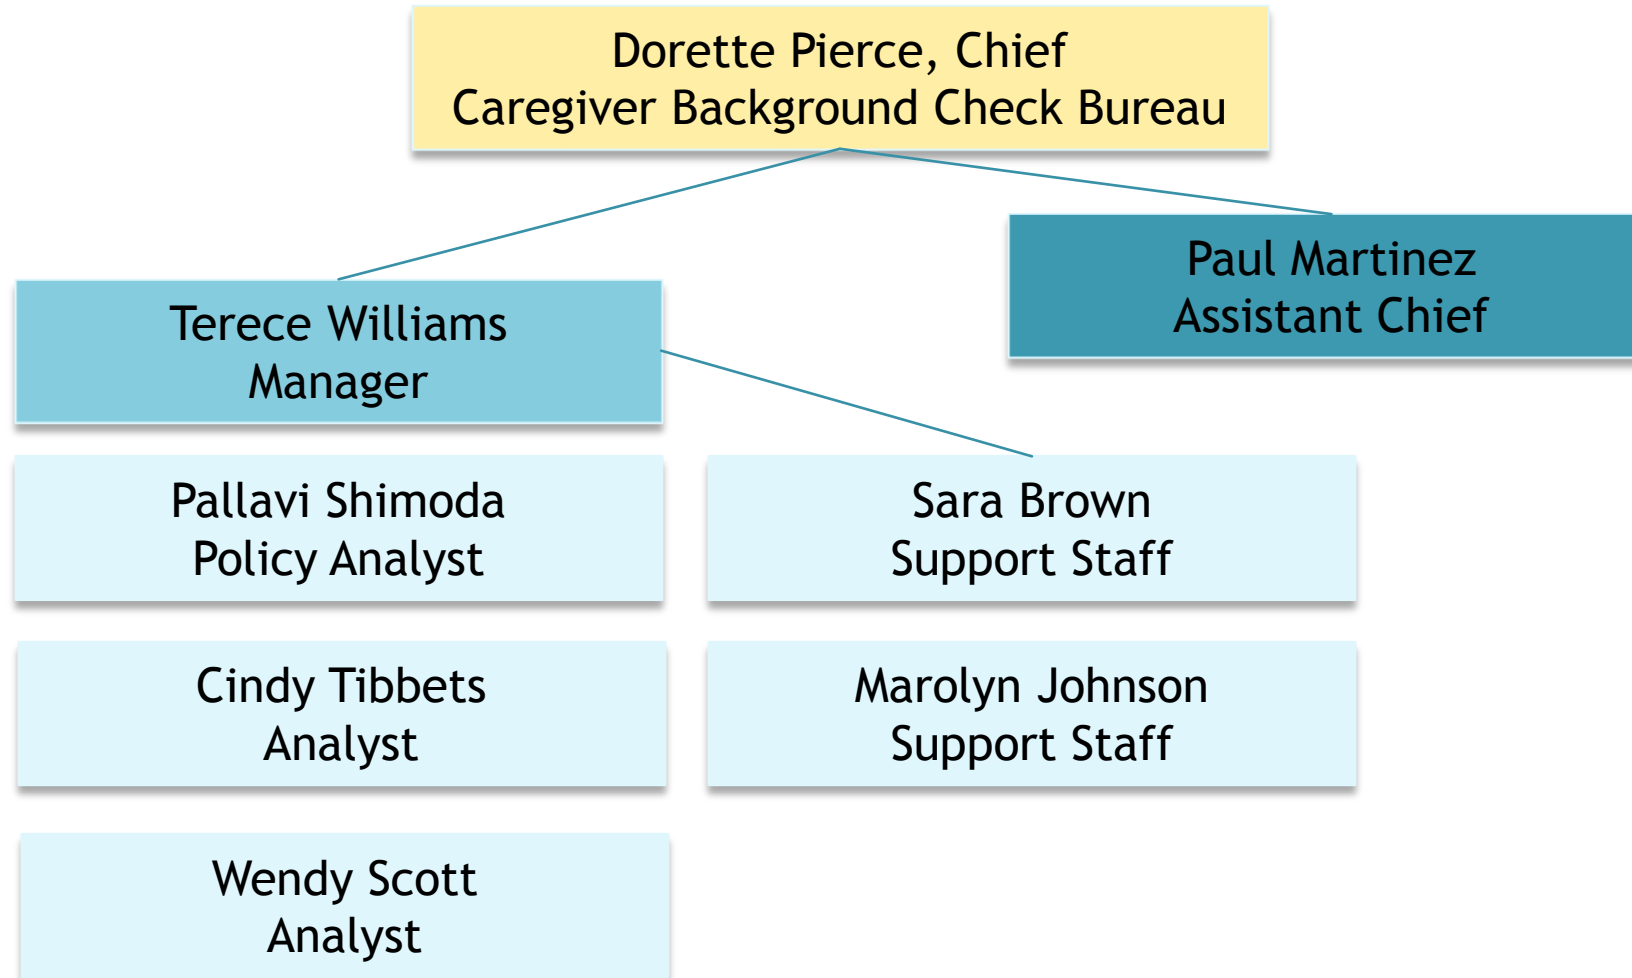 Dorette Pierce, Chief
Caregiver Background Check Bureau
Paul Martinez
Assistant Chief
Terece Williams
Manager
Pallavi Shimoda
Policy Analyst
Sara Brown
Support Staff
Cindy Tibbets
Analyst
Marolyn Johnson
Support Staff
Wendy Scott
Analyst